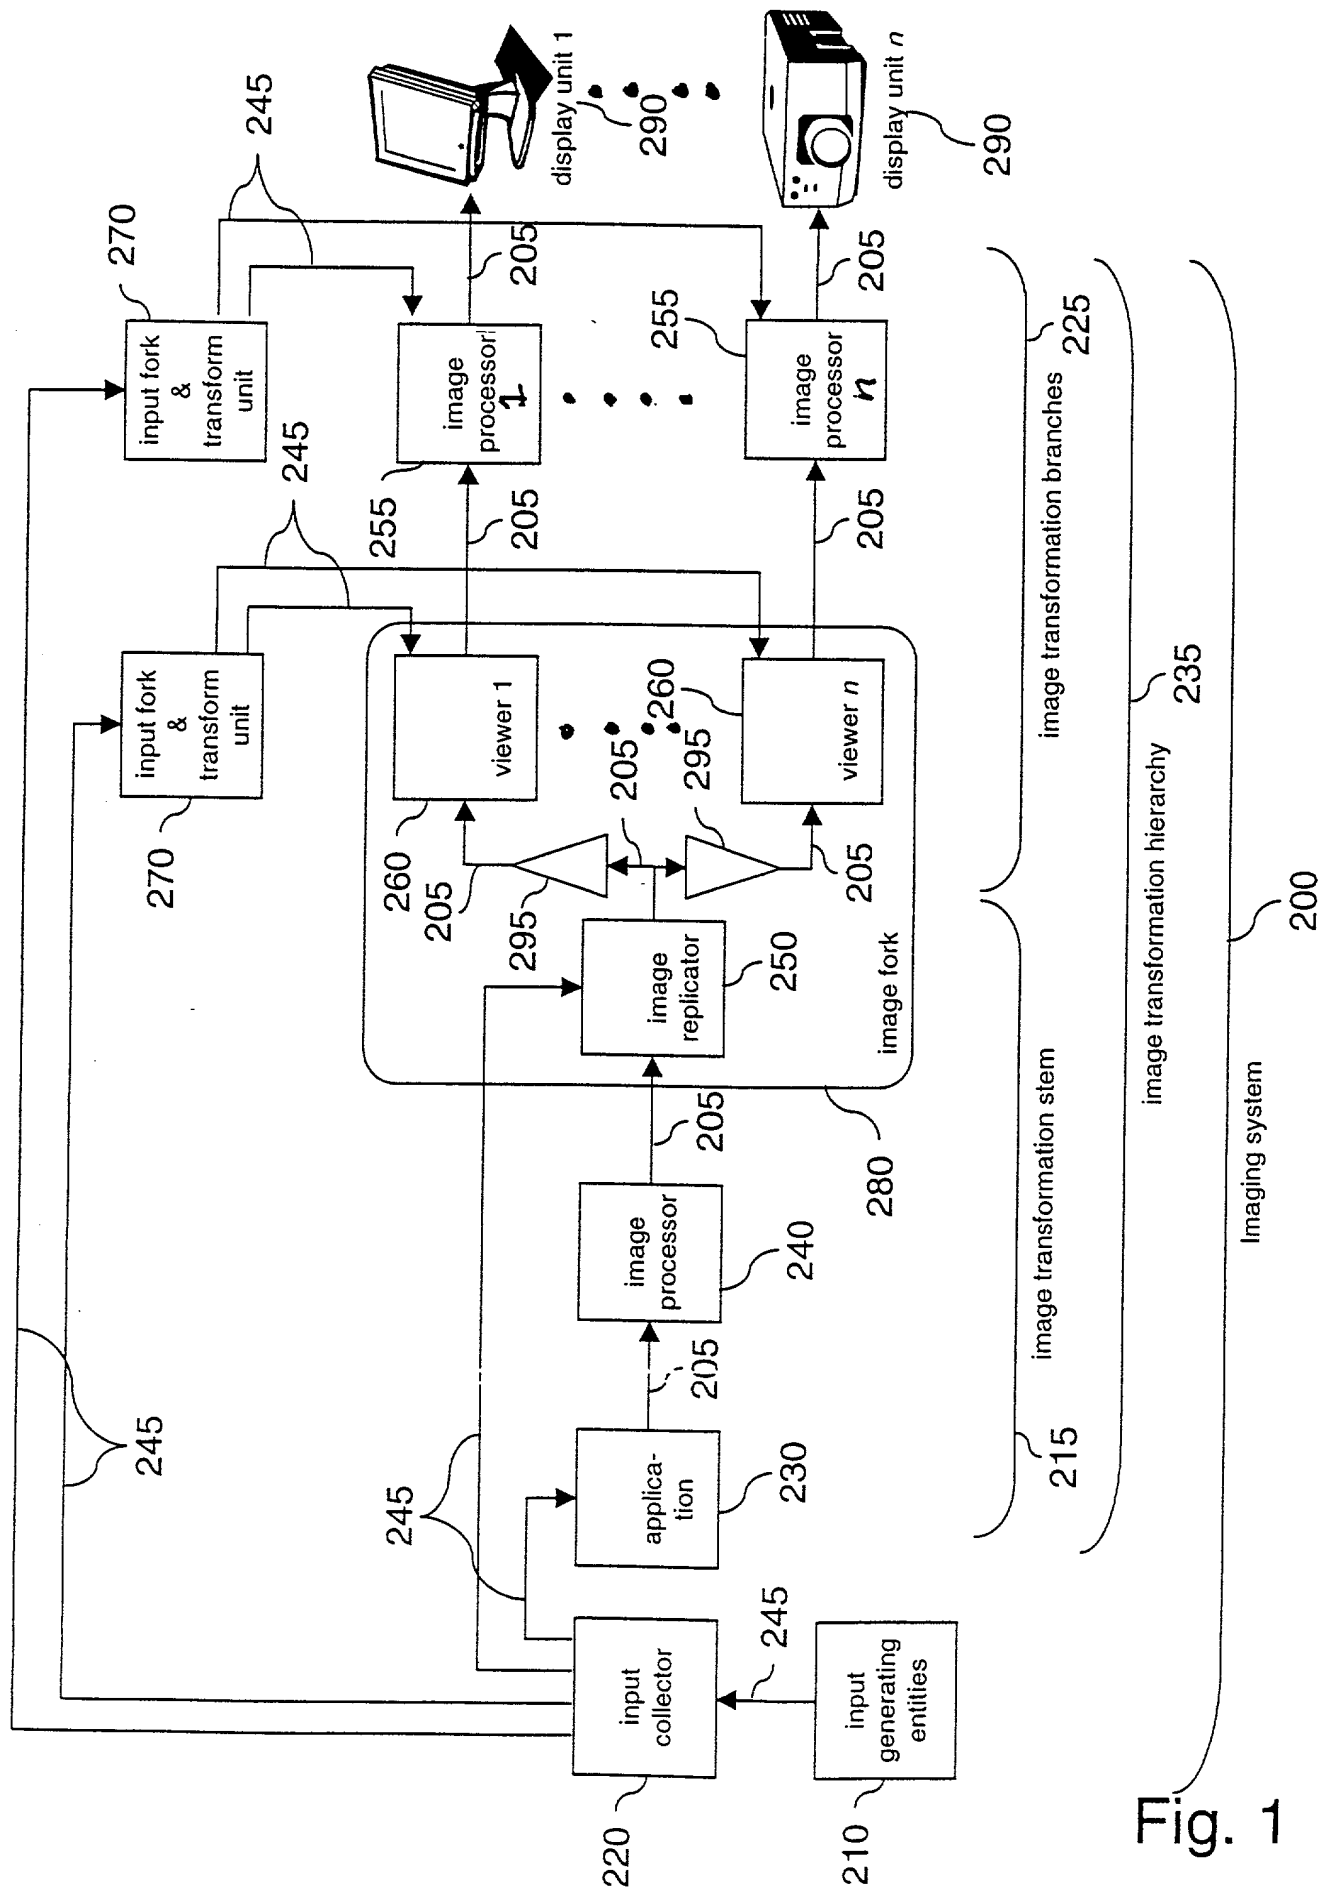 245
270
input fork
&
transform
unit
245
270
input fork
&
transform
unit
245
245
display unit 1
290
205
image
processor
1
255
205
viewer 1
260
205
295
display unit n
290
205
255
image
processor
n
205
260
viewer n
205
295
205
image
replicator
250
image fork
280
205
image
processor
240
205
applica-
tion
230
245
input
collector
220
245
input
generating
entities
210
225
image transformation branches
image transformation stem
215
235
image transformation hierarchy
200
Imaging system
Fig. 1